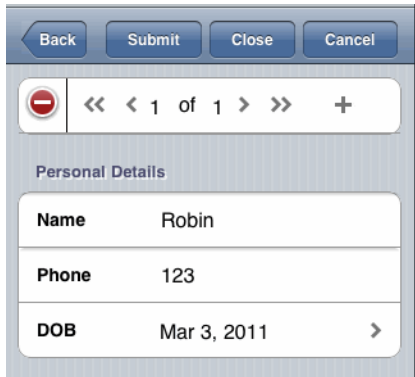 Back Submit Close Cancel
<< < 1 of 1 > >> +
Personal Details
Name Robin
Phone 123
DOB Mar 3, 2011 >